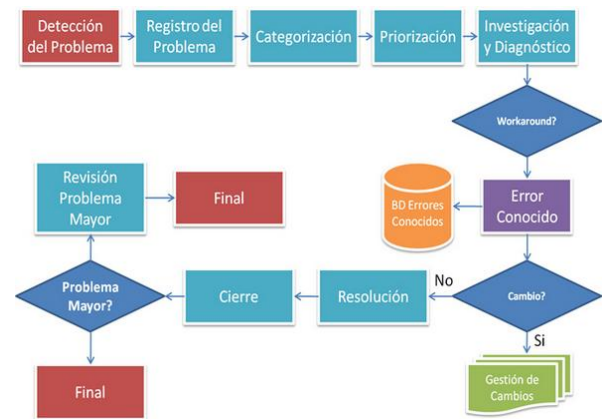 Detección
del Problema
Registro del
Problema
Categorización
Priorización
Investigación
y Diagnóstico
Workaround?
Revisión
Problema
Mayor
Final
BD Errores
Conocidos
Error
Conocido
Problema
Mayor?
Cierre
Resolución
No
Cambio?
Si
Final
Gestión de
Cambios